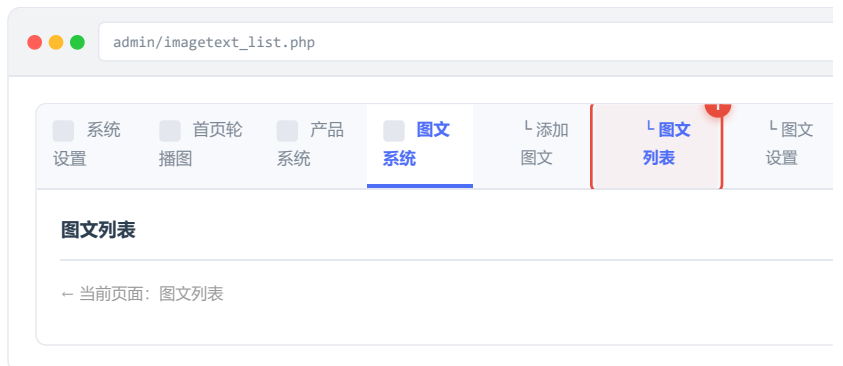 admin/imagetext_list.php
系统
设置
首页轮
播图
产品
系统
图文
系统
└ 添加
图文
└ 图文
列表
└ 图文
设置
图文列表
← 当前页面：图文列表